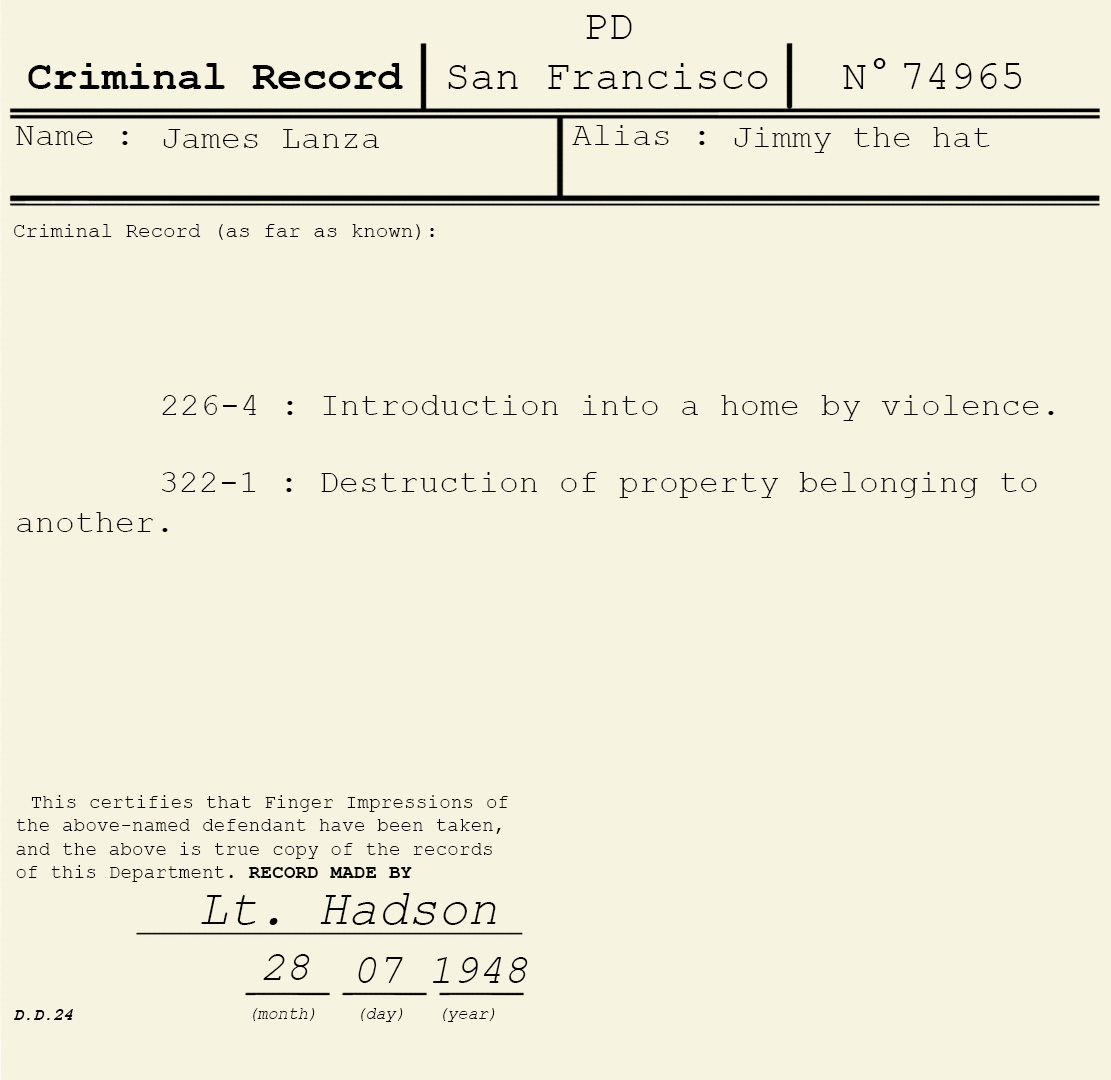 PD
Criminal Record San Francisco N° 74965
Name : James Lanza Alias : Jimmy the hat
Criminal Record (as far as known):
226-4 : Introduction into a home by violence.
322-1 : Destruction of property belonging to
another.
This certifies that Finger Impressions of
the above-named defendant have been taken,
and the above is true copy of the records
of this Department. RECORD MADE BY
Lt. Hadson
28 07 1948
D.D.24 (month) (day) (year)